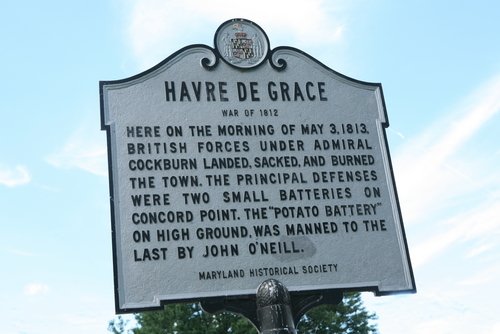 HAVRE DE GRACE
WAR OF 1812
HERE ON THE MORNING OF MAY 3, 1813,
BRITISH FORCES UNDER ADMIRAL
COCKBURN LANDED, SACKED, AND BURNED
THE TOWN. THE PRINCIPAL DEFENSES
WERE TWO SMALL BATTERIES ON
CONCORD POINT. THE "POTATO BATTERY"
ON HIGH GROUND, WAS MANNED TO THE
LAST BY JOHN O'NEILL.
MARYLAND HISTORICAL SOCIETY